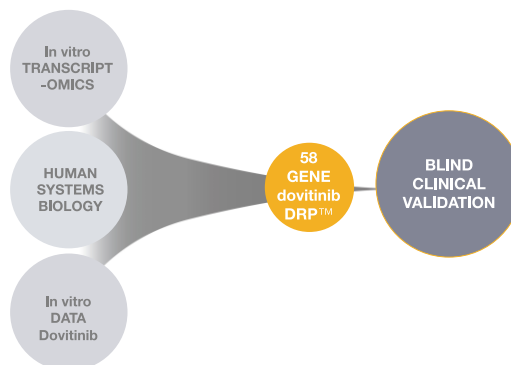 In vitro
TRANSCRIPT
-OMICS
HUMAN
SYSTEMS
BIOLOGY
In vitro
DATA
Dovitinib
58
GENE
dovitinib
DRP™
BLIND
CLINICAL
VALIDATION